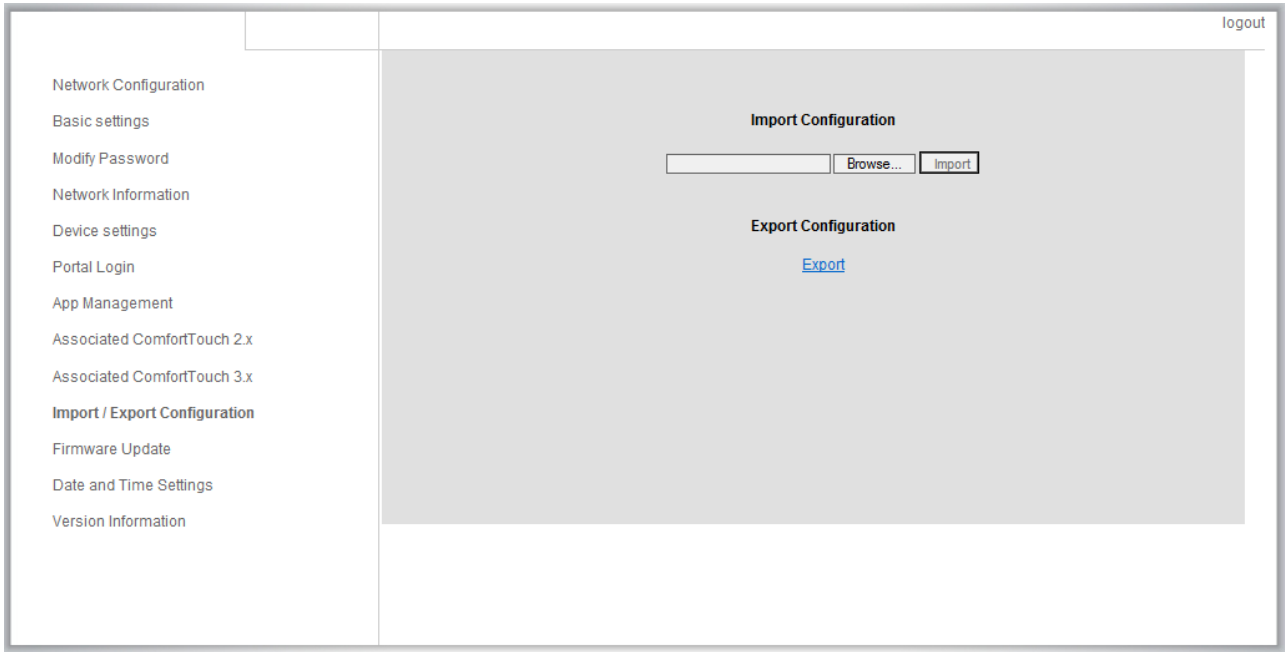 logout
Network Configuration
Basic settings
Modify Password
Network Information
Device settings
Portal Login
App Management
Associated ComfortTouch 2.x
Associated ComfortTouch 3.x
Import / Export Configuration
Firmware Update
Date and Time Settings
Version Information
Import Configuration
Browse... Import
Export Configuration
Export